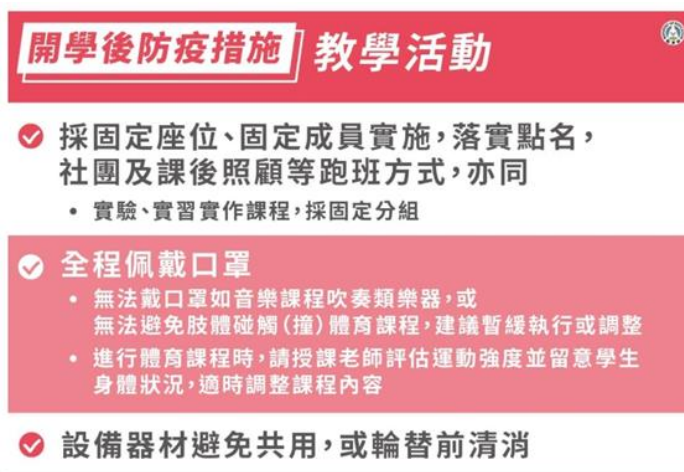 開學後防疫措施 教學活動
採固定座位、固定成員實施，落實點名，
社團及課後照顧等跑班方式，亦同
• 實驗、實習實作課程，採固定分組
全程佩戴口罩
• 無法戴口罩如音樂課程吹奏類樂器，或
無法避免肢體碰觸（撞）體育課程，建議暫緩執行或調整
• 進行體育課程時，請授課老師評估運動強度並留意學生
身體狀況，適時調整課程內容
設備器材避免共用，或輪替前清消